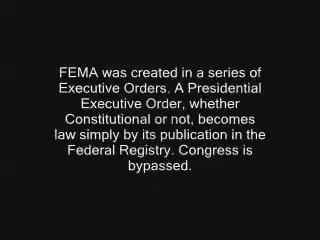 FEMA was created in a series of
Executive Orders. A Presidential
Executive Order, whether
Constitutional or not, becomes
law simply by its publication in the
Federal Registry. Congress is
bypassed.